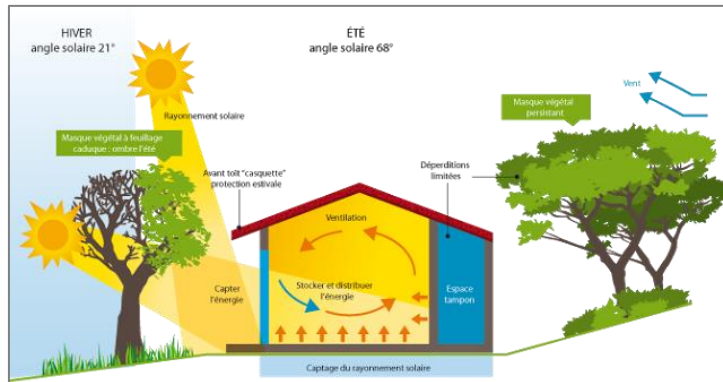 HIVER
angle solaire 21°
ÉTÉ
angle solaire 68°
Rayonnement solaire
Masque végétal à feuillage
caduque : ombre l'été
Avant toît "casquette"
protection estivale
Déperditions
limitées
Masque végétal
persistant
Vent
Ventilation
Capter
l'énergie
Stocker et distribuer
l'énergie
Espace
tampon
Captage du rayonnement solaire